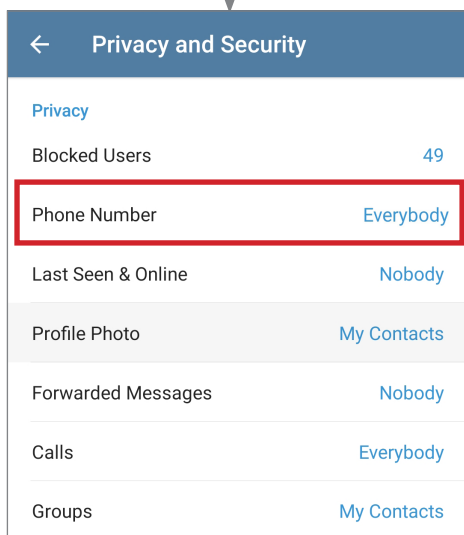 Privacy and Security
Privacy
Blocked Users 49
Phone Number Everybody
Last Seen & Online Nobody
Profile Photo My Contacts
Forwarded Messages Nobody
Calls Everybody
Groups My Contacts